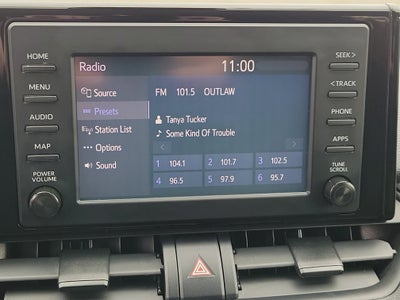 HOME
MENU
AUDIO
MAP
POWER
VOLUME
Radio 11:00
Source
Presets
Station List
Options
Sound
FM 101.5 OUTLAW
Tanya Tucker
Some Kind Of Trouble
1 104.1 2 101.7 3 102.5
4 96.5 5 97.9 6 95.7
SEEK >
< TRACK
PHONE
APPS
TUNE
SCROLL